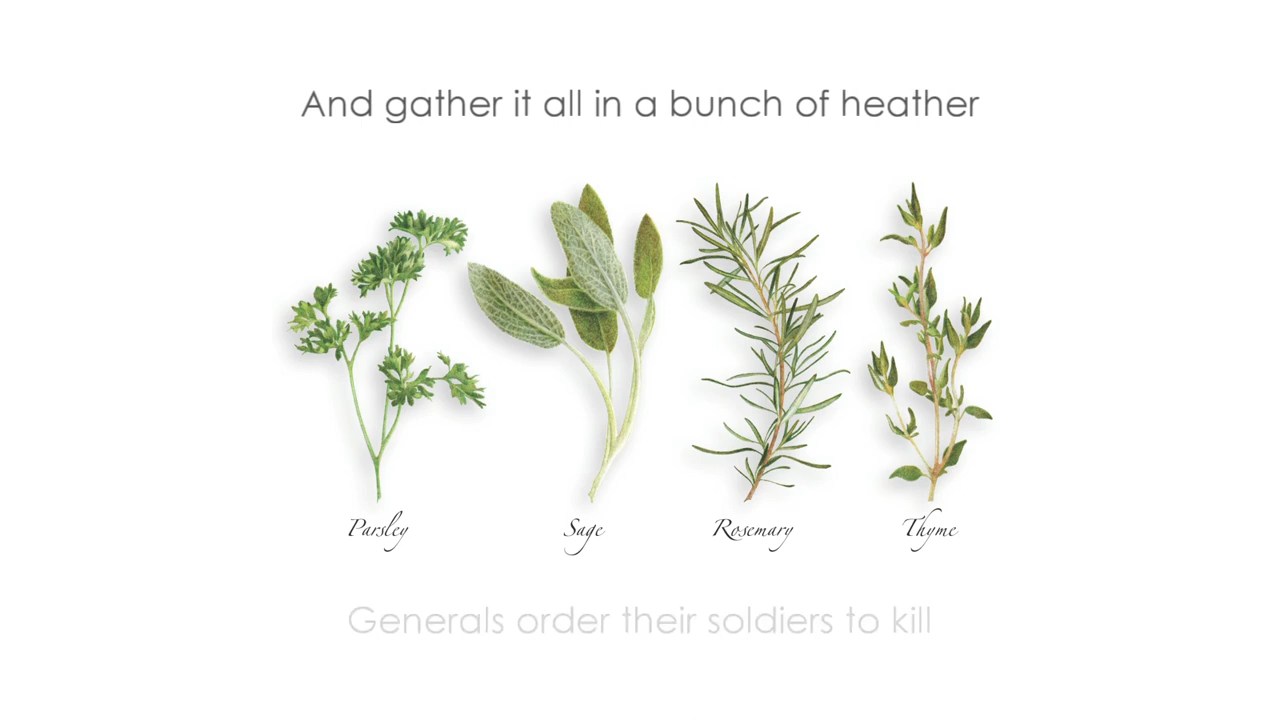 And gather it all in a bunch of heather
Parsley Sage Rosemary Thyme
Generals order their soldiers to kill